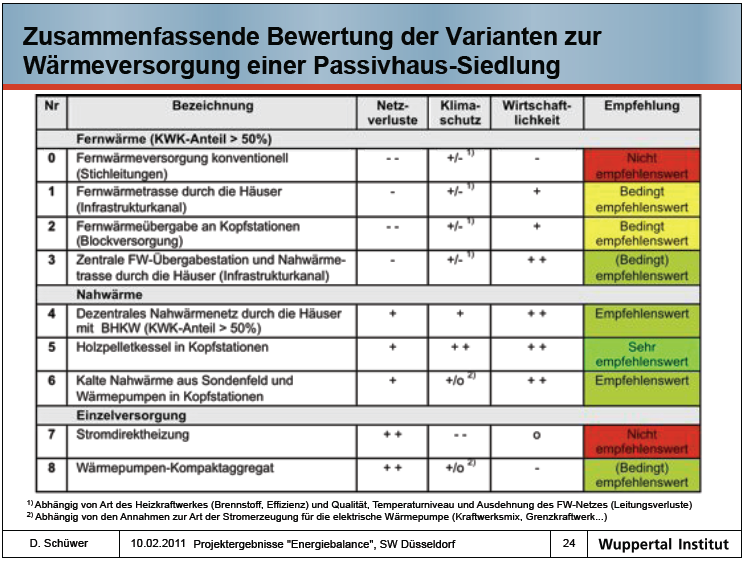 Zusammenfassende Bewertung der Varianten zur
Wärmeversorgung einer Passivhaus-Siedlung
Nr Bezeichnung Netz- Klima- Wirtschaft- Empfehlung
verluste schutz lichkeit
Fernwärme (KWK-Anteil > 50%)
0 Fernwärmeversorgung konventionell - - +/- 1) - Nicht
(Stichleitungen) empfehlenswert
1 Fernwärmetrasse durch die Häuser - +/- 1) + Bedingt
(Infrastrukturkanal) empfehlenswert
2 Fernwärmeübergabe an Kopfstationen - - +/- 1) + Bedingt
(Blockversorgung) empfehlenswert
3 Zentrale FW-Übergabestation und Nahwärme- - +/- 1) + + (Bedingt)
trasse durch die Häuser (Infrastrukturkanal) empfehlenswert
Nahwärme
4 Dezentrales Nahwärmenetz durch die Häuser + + + + Empfehlenswert
mit BHKW (KWK-Anteil > 50%)
5 Holzpelletkessel in Kopfstationen + + + + + Sehr
empfehlenswert
6 Kalte Nahwärme aus Sondenfeld und + +/o 2) + + Empfehlenswert
Wärmepumpen in Kopfstationen
Einzelversorgung
7 Stromdirektheizung + + - - o Nicht
empfehlenswert
8 Wärmepumpen-Kompaktaggregat + + +/o 2) - (Bedingt)
empfehlenswert
1) Abhängig von Art des Heizkraftwerkes (Brennstoff, Effizienz) und Qualität, Temperaturniveau und Ausdehnung des FW-Netzes (Leitungsverluste)
2) Abhängig von den Annahmen zur Art der Stromerzeugung für die elektrische Wärmepumpe (Kraftwerksmix, Grenzkraftwerk...)
D. Schüwer 10.02.2011 Projektergebnisse "Energiebalance", SW Düsseldorf 24 Wuppertal Institut